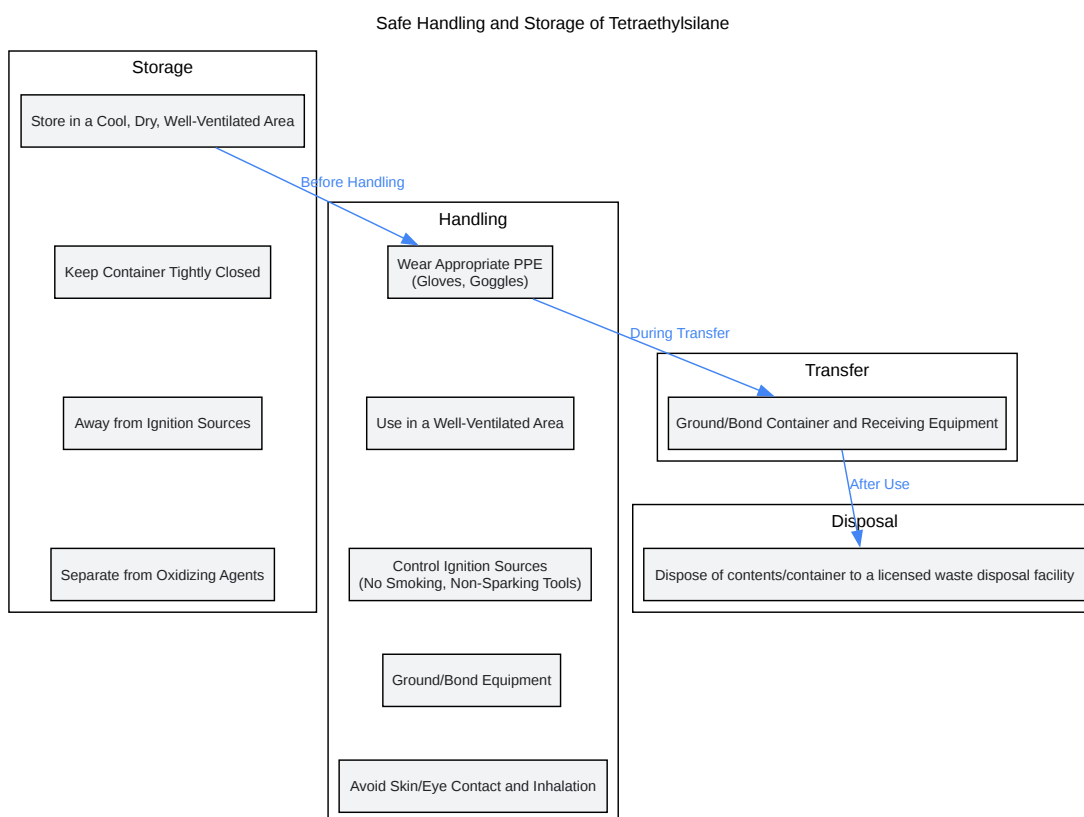 Safe Handling and Storage of Tetraethylsilane
Storage
Store in a Cool, Dry, Well-Ventilated Area
Before Handling
Keep Container Tightly Closed
Away from Ignition Sources
Separate from Oxidizing Agents
Handling
Wear Appropriate PPE
(Gloves, Goggles)
During Transfer
Use in a Well-Ventilated Area
Control Ignition Sources
(No Smoking, Non-Sparking Tools)
Ground/Bond Equipment
Avoid Skin/Eye Contact and Inhalation
Transfer
Ground/Bond Container and Receiving Equipment
After Use
Disposal
Dispose of contents/container to a licensed waste disposal facility